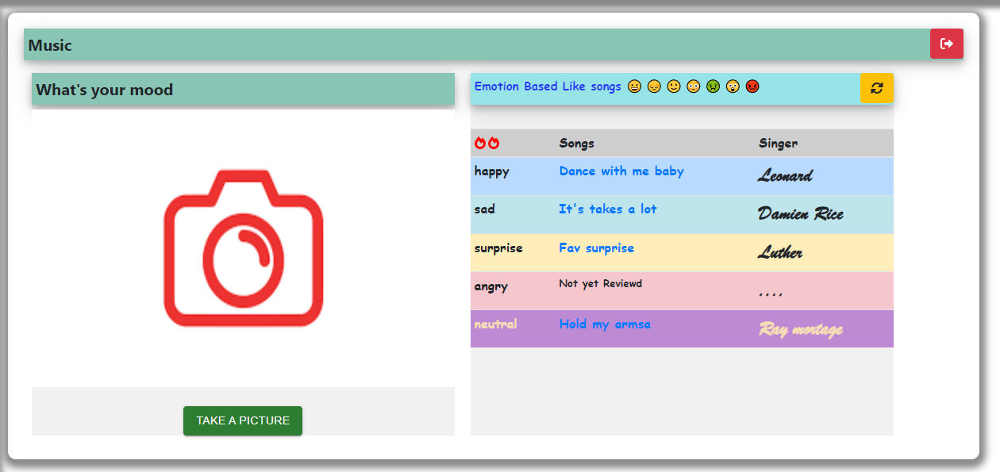 Music
What's your mood
TAKE A PICTURE
Emotion Based Like songs 😀 😔 🙂 😳 🤢 😲 😡
Songs Singer
happy Dance with me baby Leonard
sad It's takes a lot Damien Rice
surprise Fav surprise Luther
angry Not yet Reviewd ....
neutral Hold my armsa Ray mortage